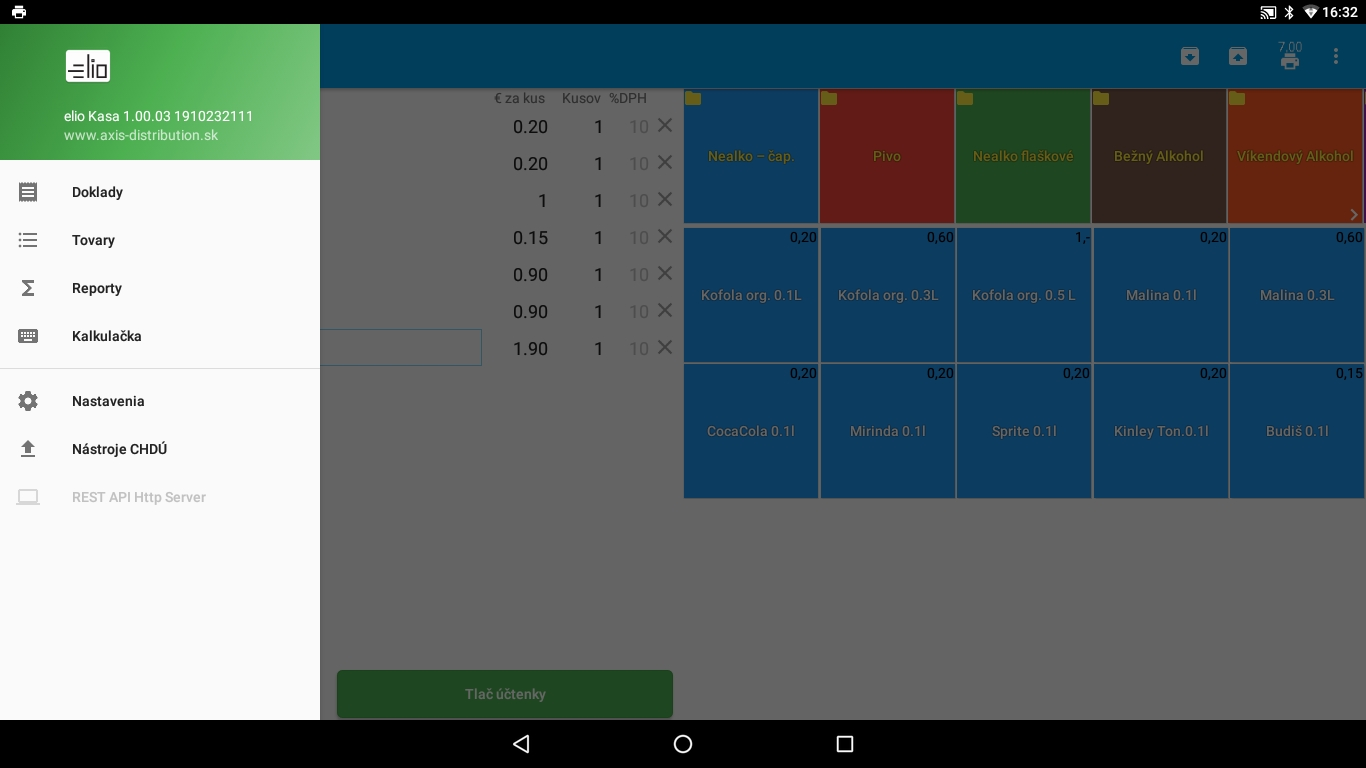 16:32
elio
elio Kasa 1.00.03 1910232111
www.axis-distribution.sk
Doklady
Tovary
Reporty
Kalkulačka
Nastavenia
Nástroje CHDÚ
REST API Http Server
7,00
€ za kus Kusov %DPH
0.20 1 10
0.20 1 10
1 1 10
0.15 1 10
0.90 1 10
0.90 1 10
1.90 1 10
Tlač účtenky
Nealko – čap. Pivo Nealko flaškové Bežný Alkohol Víkendový Alkohol
0,20 0,60 1,- 0,20 0,60
Kofola org. 0.1L Kofola org. 0.3L Kofola org. 0.5 L Malina 0.1l Malina 0.3L
0,20 0,20 0,20 0,20 0,15
CocaCola 0.1l Mirinda 0.1l Sprite 0.1l Kinley Ton.0.1l Budiš 0.1l